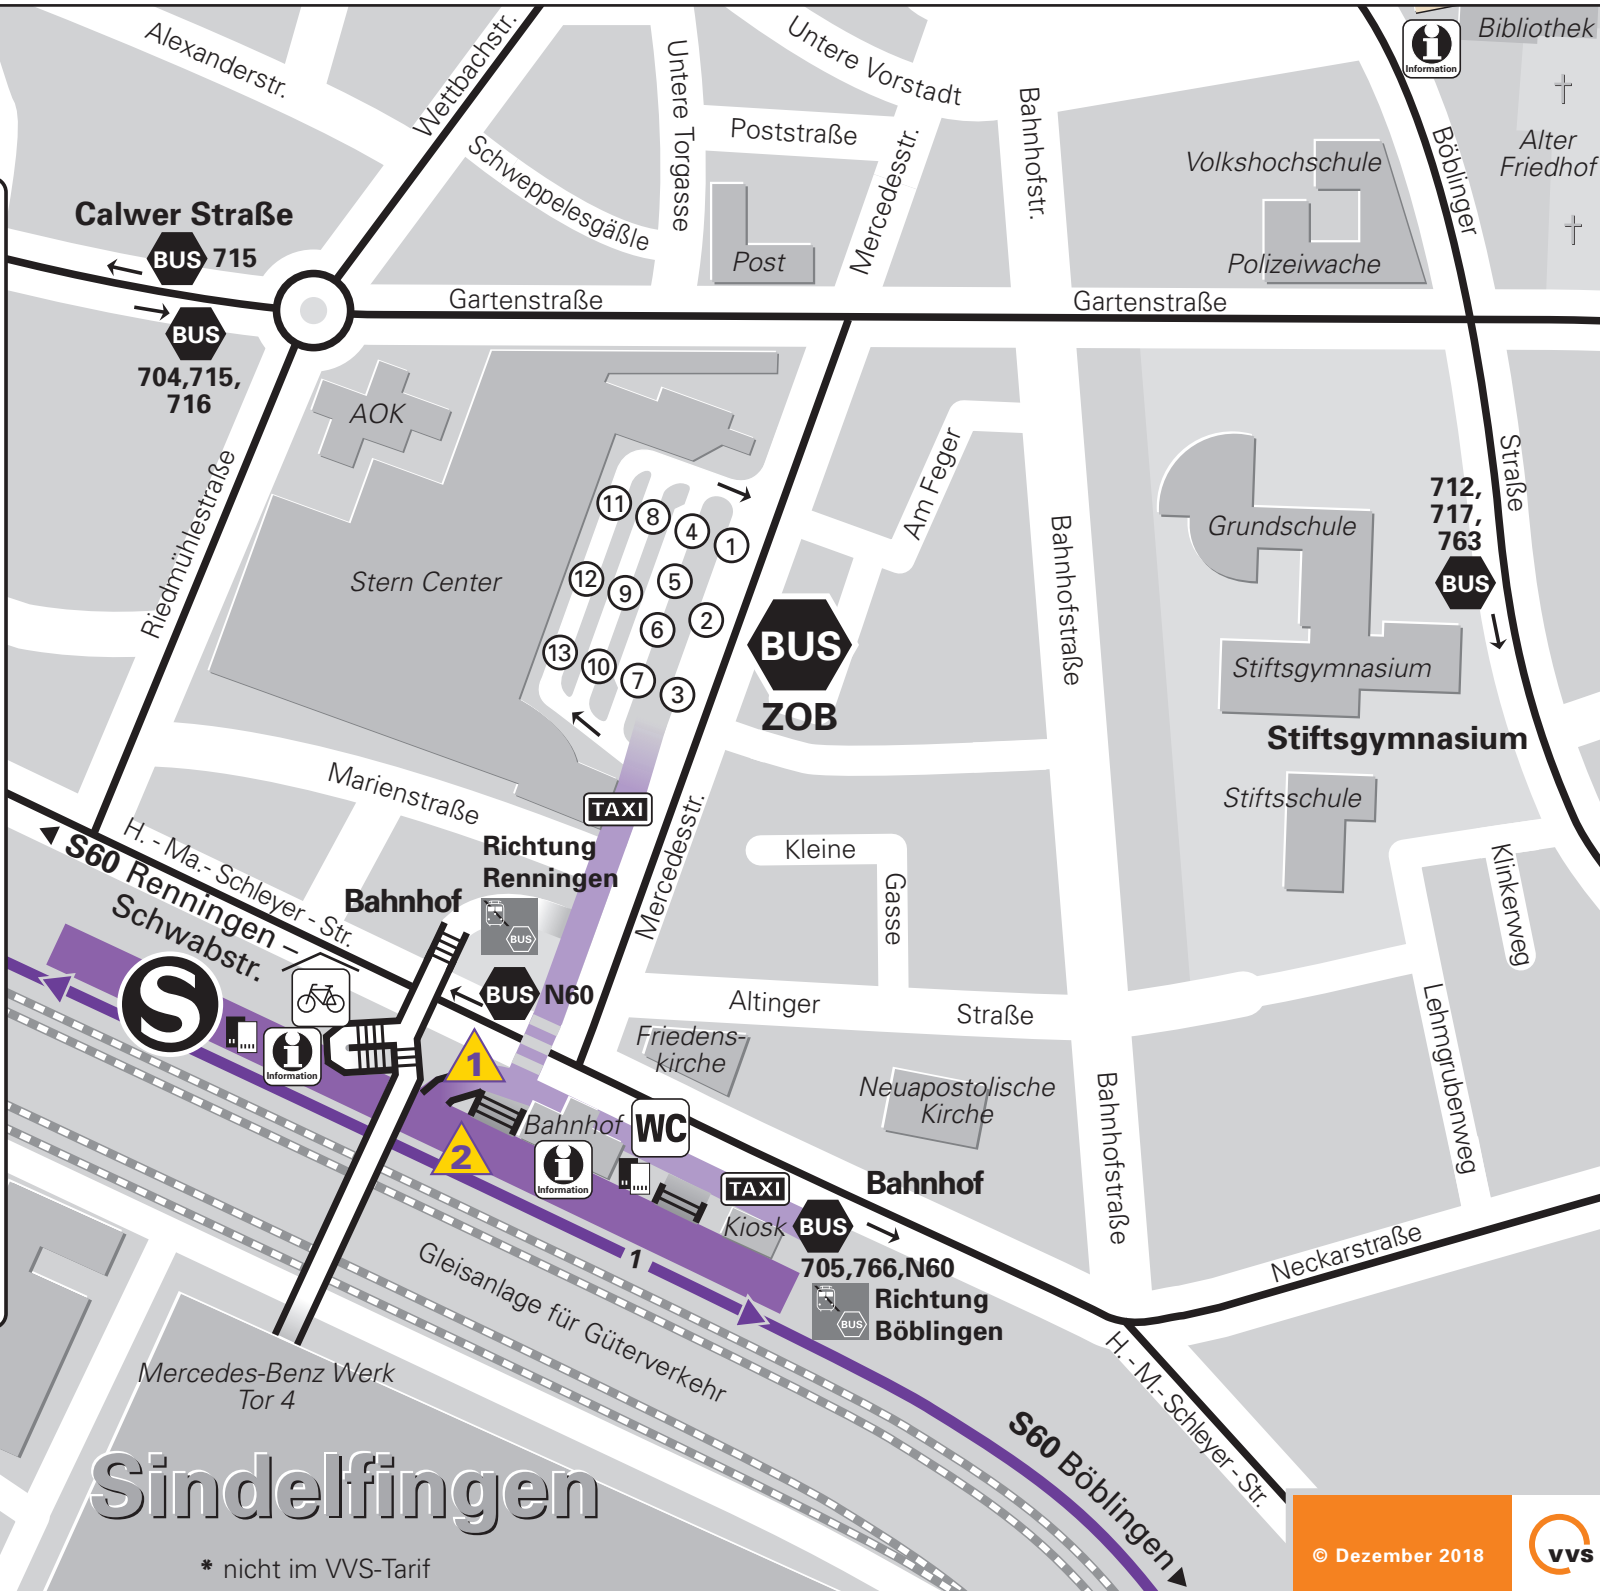 Alexanderstr.
Wettbachstr.
Untere Torgasse
Untere Vorstadt
Poststraße
Mercedesstr.
Bahnhofstr.
Information
Bibliothek
Alter
Friedhof
Böblinger
Volkshochschule
Polizeiwache
Schweppelesgäßle
Post
Calwer Straße
BUS 715
Gartenstraße
Gartenstraße
BUS
704,715,
716
AOK
Riedmühlestraße
Stern Center
11
8
4
1
12
9
5
2
6
13
10
7
3
Am Feger
BUS
ZOB
Bahnhofstraße
Grundschule
Stiftsgymnasium
Stiftsgymnasium
Stiftsschule
712,
717,
763
BUS
Straße
Marienstraße
TAXI
Mercedesstr.
Kleine
Gasse
Klinkerweg
Lehmgrubenweg
H. - Ma.- Schleyer - Str.
S60 Renningen –
Schwabstr.
Richtung
Renningen
Bahnhof
BUS
BUS N60
S
Information
1
2
Altinger Straße
Friedens-
kirche
Neuapostolische
Kirche
Bahnhofstraße
Bahnhof
WC
Information
TAXI
Kiosk
Bahnhof
BUS
705,766,N60
BUS
Richtung
Böblingen
1
Gleisanlage für Güterverkehr
Neckarstraße
H. - M.- Schleyer - Str.
S60 Böblingen
Mercedes-Benz Werk
Tor 4
Sindelfingen
* nicht im VVS-Tarif
© Dezember 2018
vvs